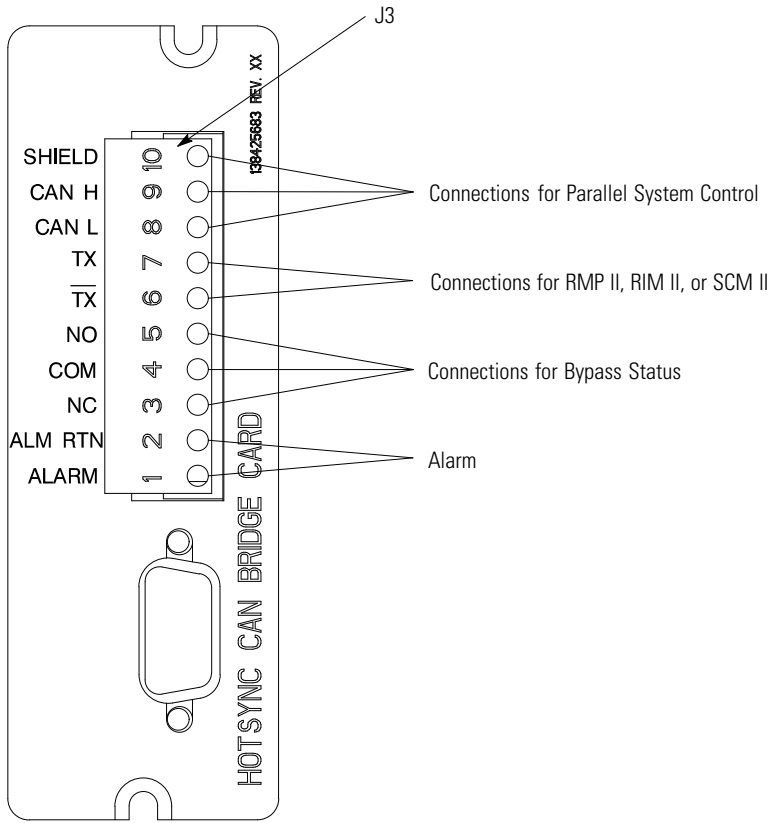 J3
138425683 REV. XX
SHIELD 10
CAN H 9
CAN L 8
TX 7
T̅X̅ 6
NO 5
COM 4
NC 3
ALM RTN 2
ALARM 1
Connections for Parallel System Control
Connections for RMP II, RIM II, or SCM II
Connections for Bypass Status
Alarm
HOTSYNC CAN BRIDGE CARD